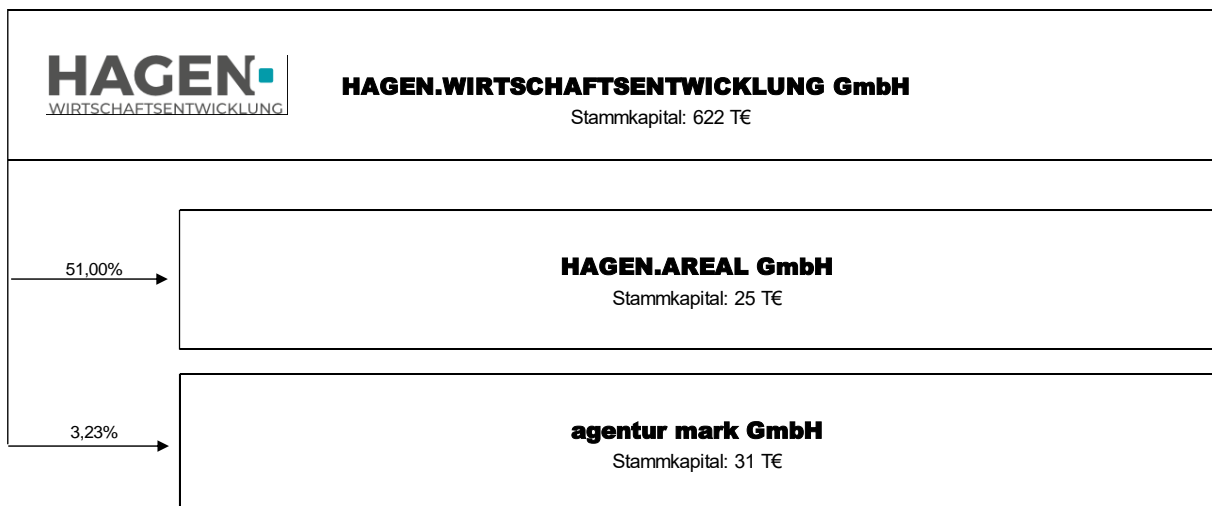 HAGEN
WIRTSCHAFTSENTWICKLUNG
HAGEN.WIRTSCHAFTSENTWICKLUNG GmbH
Stammkapital: 622 T€
51,00%
HAGEN.AREAL GmbH
Stammkapital: 25 T€
3,23%
agentur mark GmbH
Stammkapital: 31 T€